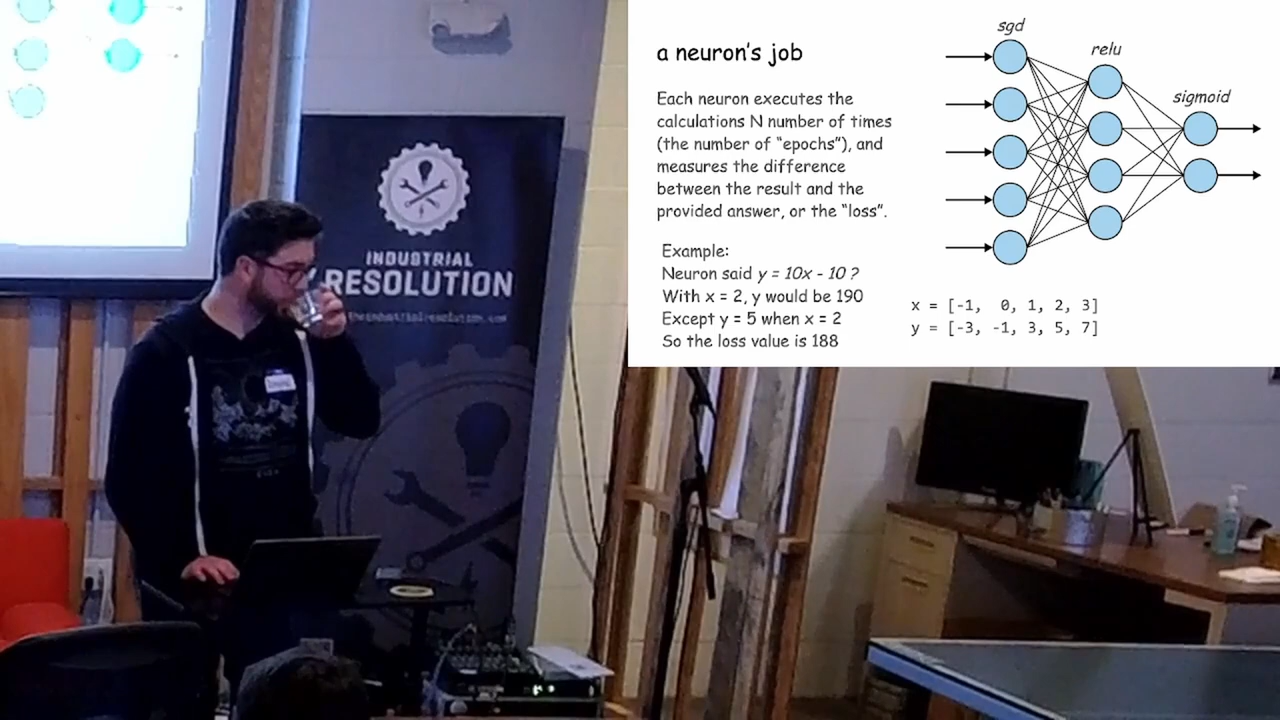 a neuron's job
Each neuron executes the
calculations N number of times
(the number of "epochs"), and
measures the difference
between the result and the
provided answer, or the "loss".
Example:
Neuron said y = 10x - 10 ?
With x = 2, y would be 190
Except y = 5 when x = 2
So the loss value is 188
sgd
relu
sigmoid
x = [-1, 0, 1, 2, 3]
y = [-3, -1, 3, 5, 7]
INDUSTRIAL
RESOLUTION
theindustrialresolution.com